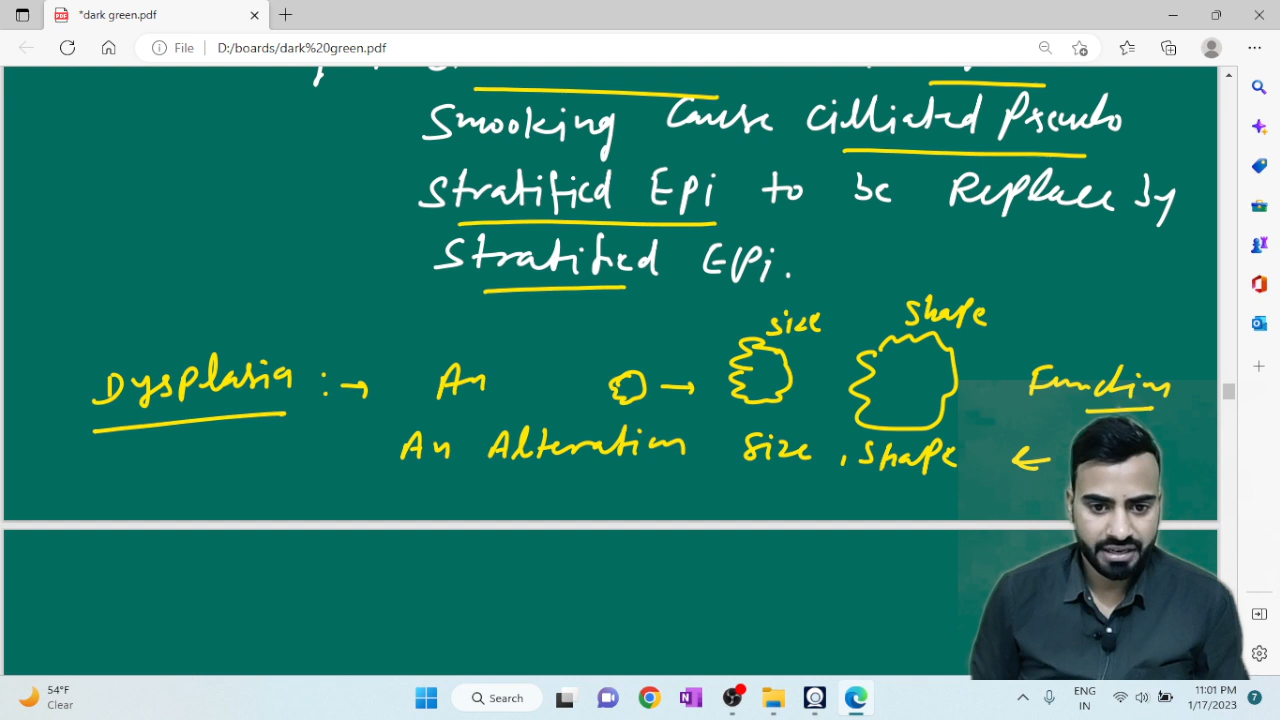 *dark green.pdf
File D:/boards/dark%20green.pdf
Smooking Cause Cilliated Pseudo
Stratified Epi to be Replace by
Stratified Epi.
Size Shape
Dysplasia :→ An → Function
An Alteration Size, Shape ←
54°F
Clear
Search
ENG
IN
11:01 PM
1/17/2023
7